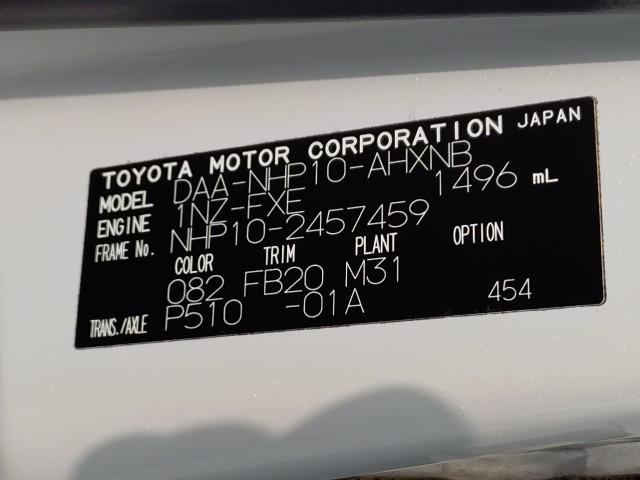 TOYOTA MOTOR CORPORATION JAPAN
MODEL DAA-NHP10-AHXNB
ENGINE 1NZ-FXE 1496 mL
FRAME No. NHP10-2457459
COLOR TRIM PLANT OPTION
082 FB20 M31
TRANS./AXLE P510 -01A 454